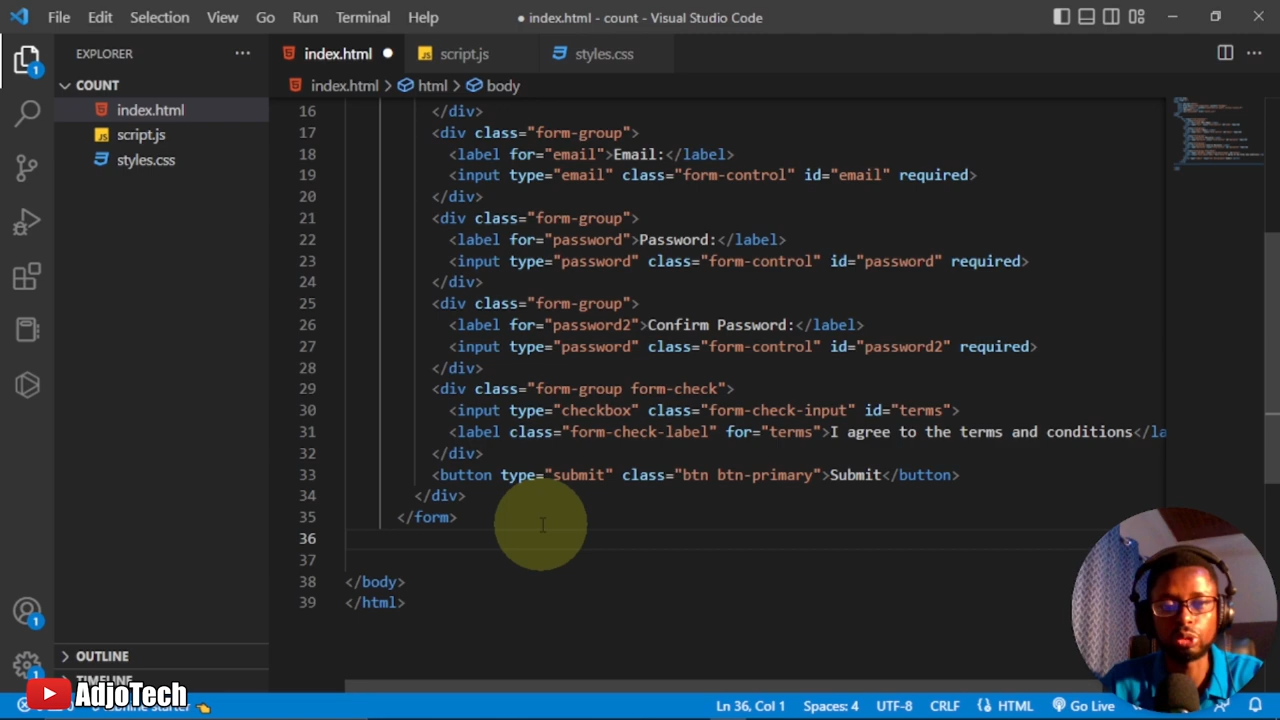 File Edit Selection View Go Run Terminal Help
● index.html - count - Visual Studio Code
EXPLORER
index.html
script.js
styles.css
COUNT
index.html > html > body
index.html
script.js
styles.css
16 </div>
17 <div class="form-group">
18 <label for="email">Email:</label>
19 <input type="email" class="form-control" id="email" required>
20 </div>
21 <div class="form-group">
22 <label for="password">Password:</label>
23 <input type="password" class="form-control" id="password" required>
24 </div>
25 <div class="form-group">
26 <label for="password2">Confirm Password:</label>
27 <input type="password" class="form-control" id="password2" required>
28 </div>
29 <div class="form-group form-check">
30 <input type="checkbox" class="form-check-input" id="terms">
31 <label class="form-check-label" for="terms">I agree to the terms and conditions</la
32 </div>
33 <button type="submit" class="btn btn-primary">Submit</button>
34 </div>
35 </form>
36
37
38 </body>
39 </html>
1
1
1
OUTLINE
TIMELINE
AdjoTech
Ln 36, Col 1 Spaces: 4 UTF-8 CRLF HTML Go Live